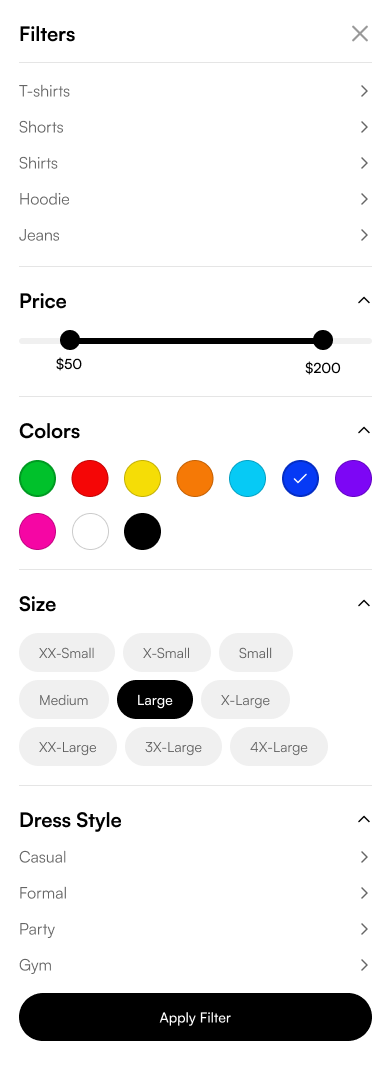 Filters
T-shirts
Shorts
Shirts
Hoodie
Jeans
Price
$50
$200
Colors
Size
XX-Small X-Small Small
Medium Large X-Large
XX-Large 3X-Large 4X-Large
Dress Style
Casual
Formal
Party
Gym
Apply Filter